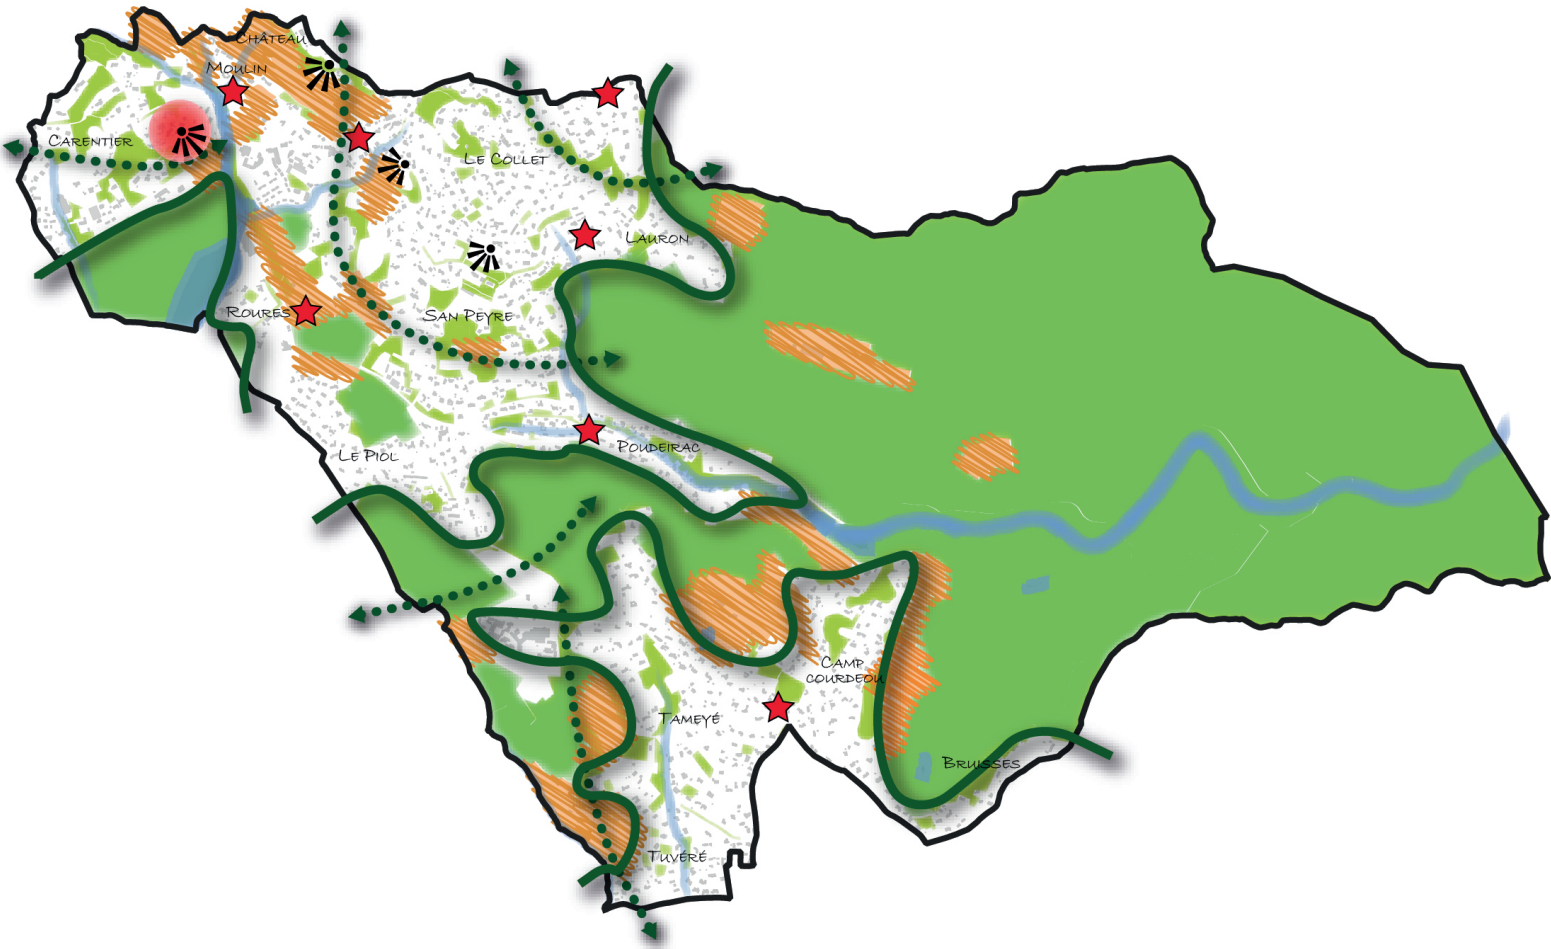 Château
Moulin
Carentier
Le Collet
Lauron
Roures
San Peyre
Le Piol
Poudeirac
Camp
courdeou
Tameyé
Bruisses
Tuvéré